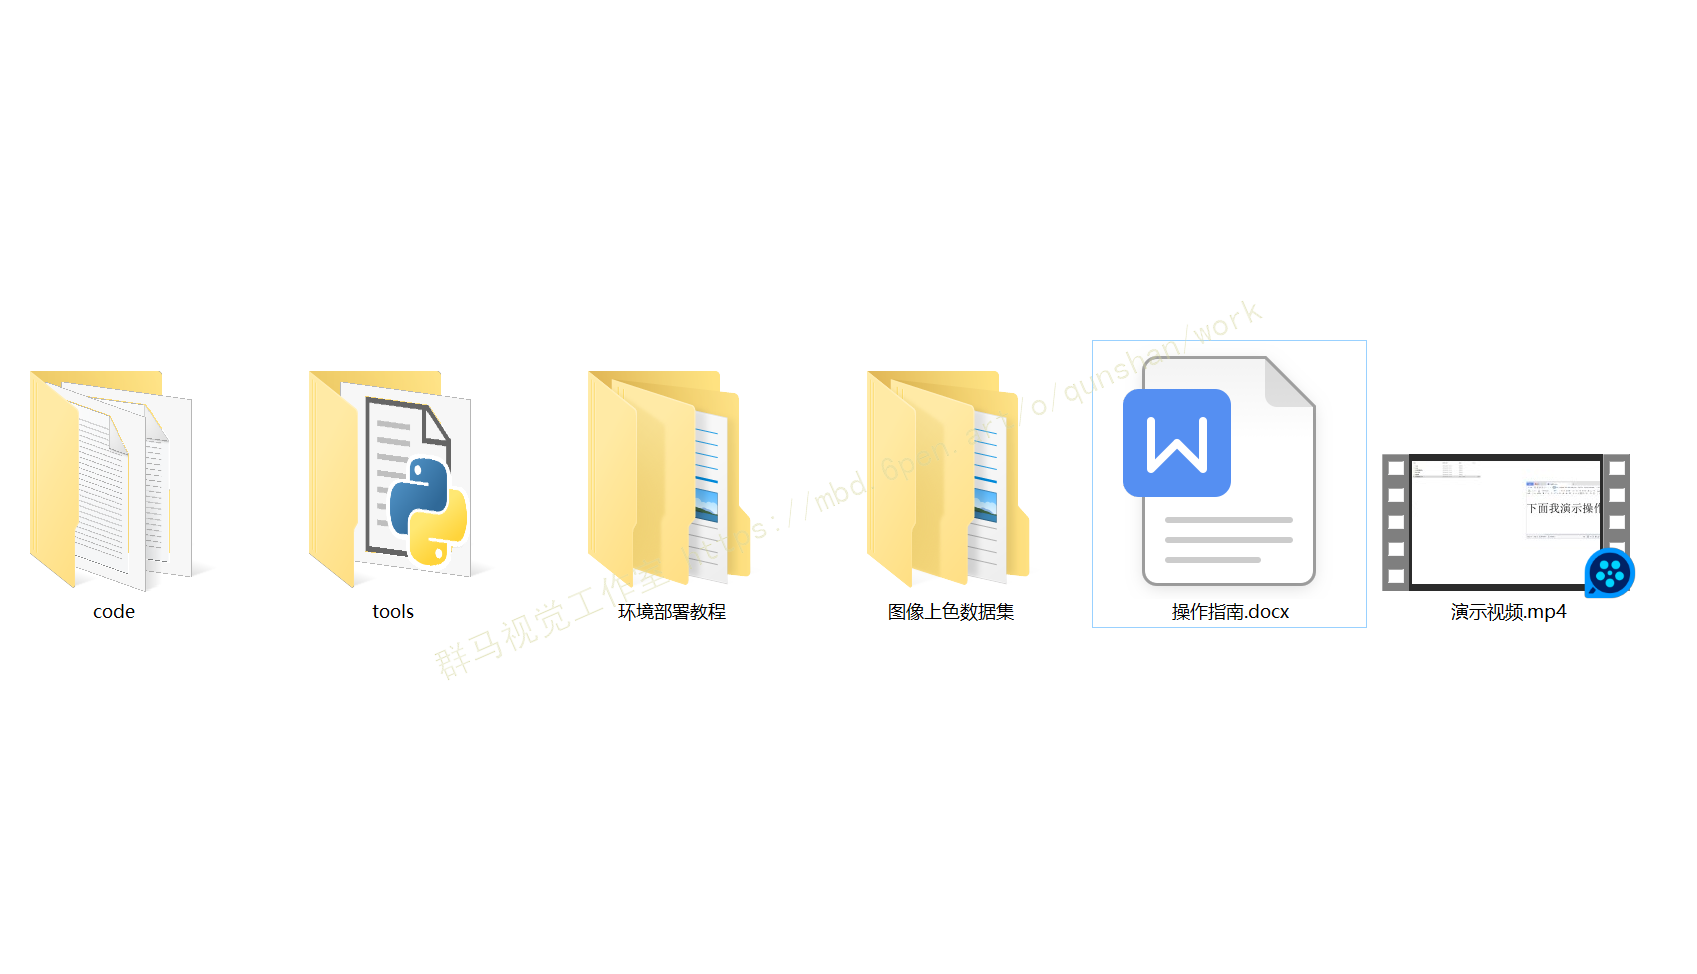 code
tools
环境部署教程
图像上色数据集
操作指南.docx
演示视频.mp4
下面我演示操作
群马视觉工作室 https://mbd.6pen.art/o/qunshan/work